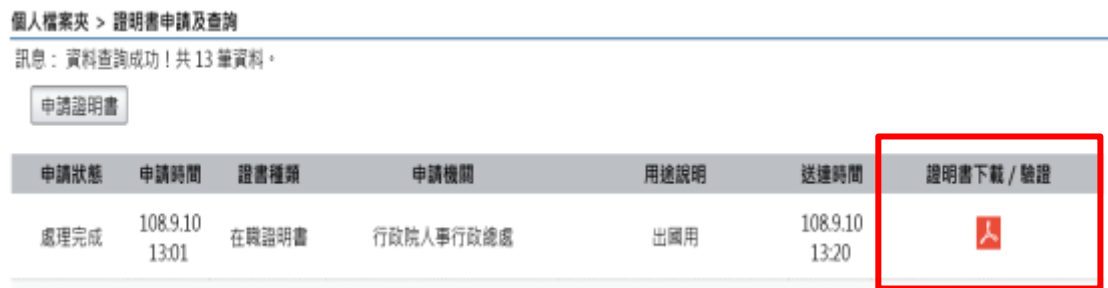 個人檔案夾 > 證明書申請及查詢
訊息： 資料查詢成功！共 13 筆資料。
申請證明書
申請狀態 申請時間 證書種類 申請機關 用途說明 送達時間 證明書下載 / 驗證
處理完成 108.9.10 13:01 在職證明書 行政院人事行政總處 出國用 108.9.10 13:20